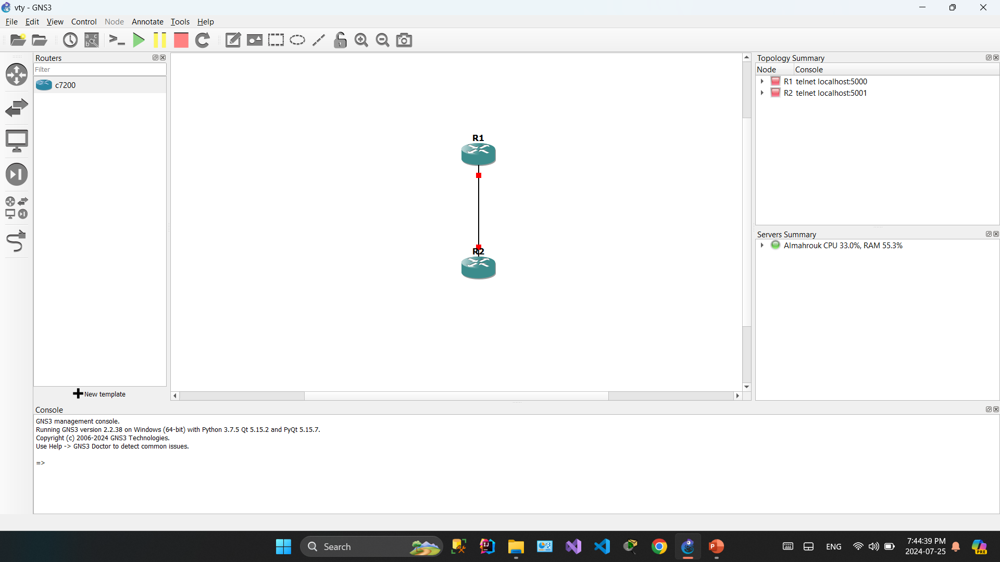 vty - GNS3
File Edit View Control Node Annotate Tools Help
Routers
Filter
c7200
New template
R1
R2
Topology Summary
Node Console
R1 telnet localhost:5000
R2 telnet localhost:5001
Servers Summary
Almahrouk CPU 33.0%, RAM 55.3%
Console
GNS3 management console.
Running GNS3 version 2.2.38 on Windows (64-bit) with Python 3.7.5 Qt 5.15.2 and PyQt 5.15.7.
Copyright (c) 2006-2024 GNS3 Technologies.
Use Help -> GNS3 Doctor to detect common issues.
=>
Search
ENG
7:44:39 PM
2024-07-25
PRE